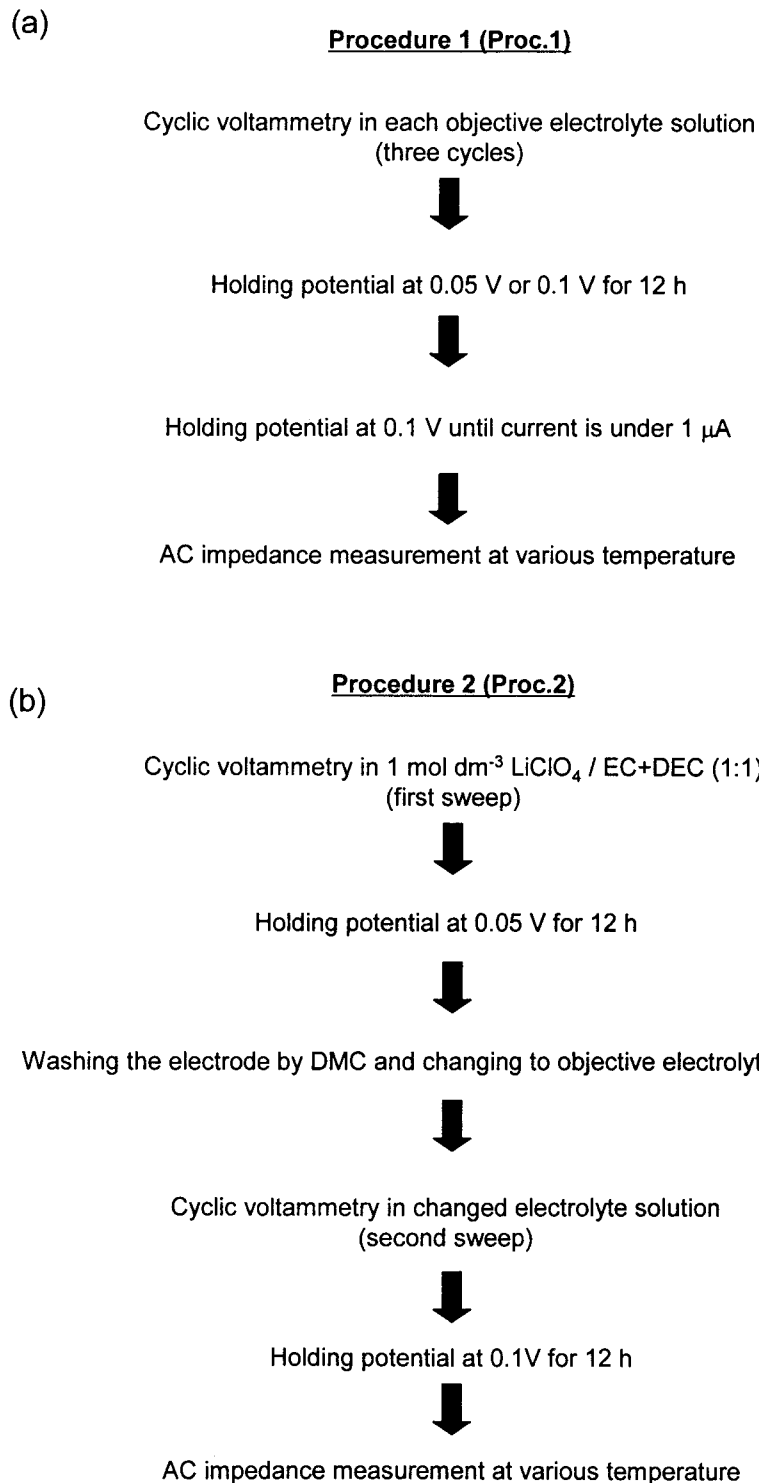 (a)
Procedure 1 (Proc.1)
Cyclic voltammetry in each objective electrolyte solution
(three cycles)
Holding potential at 0.05 V or 0.1 V for 12 h
Holding potential at 0.1 V until current is under 1 μA
AC impedance measurement at various temperature
(b)
Procedure 2 (Proc.2)
Cyclic voltammetry in 1 mol dm⁻³ LiClO₄ / EC+DEC (1:1)
(first sweep)
Holding potential at 0.05 V for 12 h
Washing the electrode by DMC and changing to objective electrolyt
Cyclic voltammetry in changed electrolyte solution
(second sweep)
Holding potential at 0.1V for 12 h
AC impedance measurement at various temperature